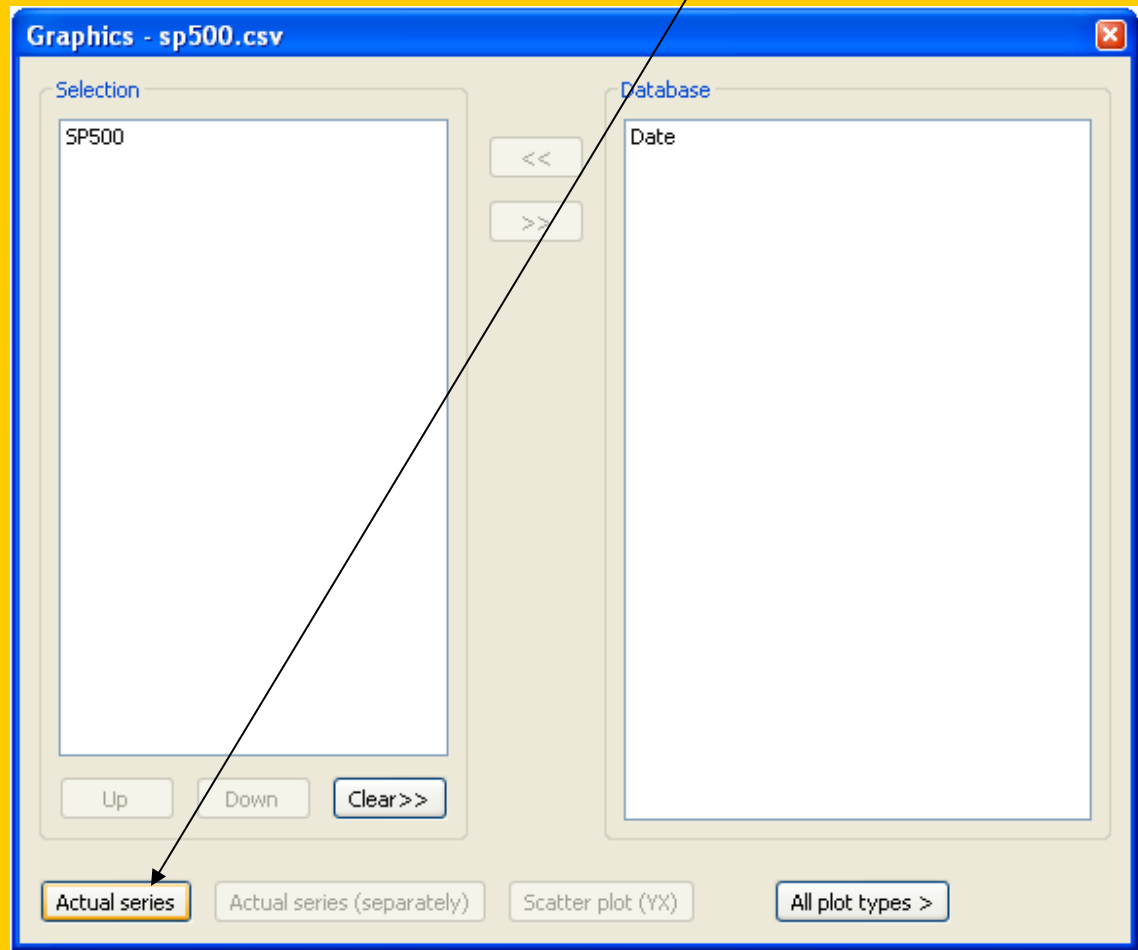 Graphics - sp500.csv
Selection
SP500
<<
>>
Database
Date
Up Down Clear>>
Actual series Actual series (separately) Scatter plot (YX) All plot types >